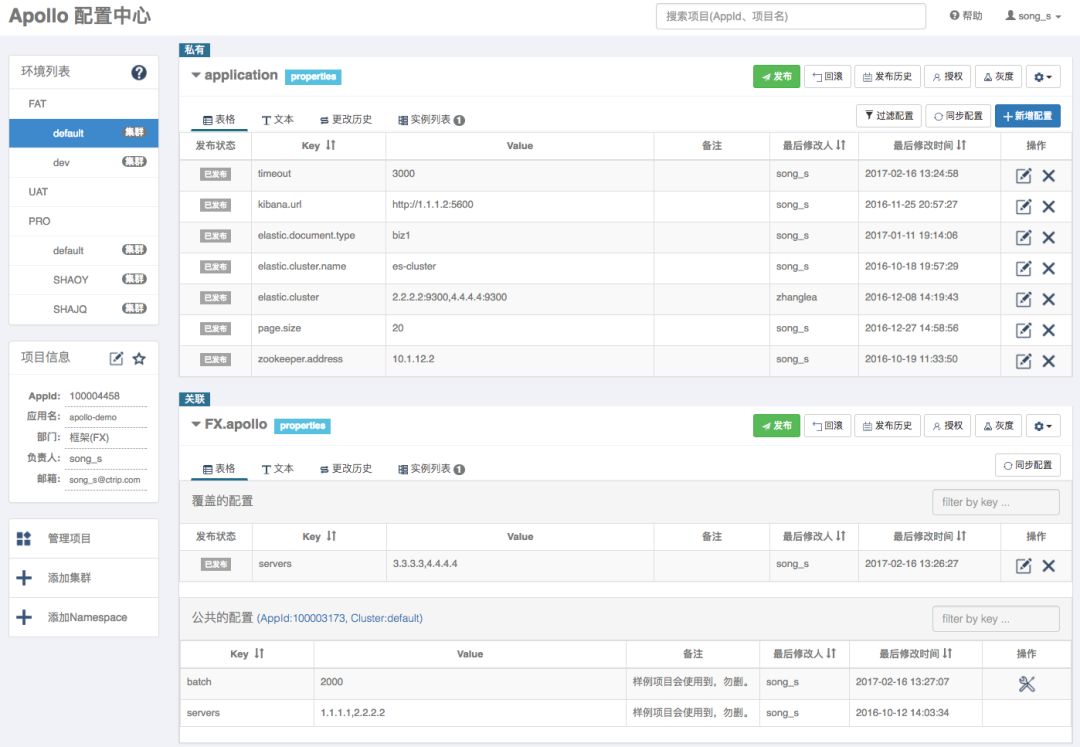 Apollo 配置中心
搜索项目(AppId、项目名)
帮助
song_s
环境列表
FAT
default 集群
dev 集群
UAT
PRO
default 集群
SHAOY 集群
SHAJQ 集群
项目信息
AppId: 100004458
应用名: apollo-demo
部门: 框架(FX)
负责人: song_s
邮箱: song_s@ctrip.com
管理项目
添加集群
添加Namespace
私有
application properties
发布 回滚 发布历史 授权 灰度
表格 文本 更改历史 实例列表 1
过滤配置 同步配置 新增配置
发布状态 Key Value 备注 最后修改人 最后修改时间 操作
已发布 timeout 3000 song_s 2017-02-16 13:24:58
已发布 kibana.url http://1.1.1.2:5600 song_s 2016-11-25 20:57:27
已发布 elastic.document.type biz1 song_s 2017-01-11 19:14:06
已发布 elastic.cluster.name es-cluster song_s 2016-10-18 19:57:29
已发布 elastic.cluster 2.2.2.2:9300,4.4.4.4:9300 zhanglea 2016-12-08 14:19:43
已发布 page.size 20 song_s 2016-12-27 14:58:56
已发布 zookeeper.address 10.1.12.2 song_s 2016-10-19 11:33:50
关联
FX.apollo properties
发布 回滚 发布历史 授权 灰度
表格 文本 更改历史 实例列表 1
同步配置
覆盖的配置
filter by key ...
发布状态 Key Value 备注 最后修改人 最后修改时间 操作
已发布 servers 3.3.3.3,4.4.4.4 song_s 2017-02-16 13:26:27
公共的配置 (AppId:100003173, Cluster:default)
filter by key ...
Key Value 备注 最后修改人 最后修改时间 操作
batch 2000 样例项目会使用到，勿删。 song_s 2017-02-16 13:27:07
servers 1.1.1.1,2.2.2.2 样例项目会使用到，勿删。 song_s 2016-10-12 14:03:34